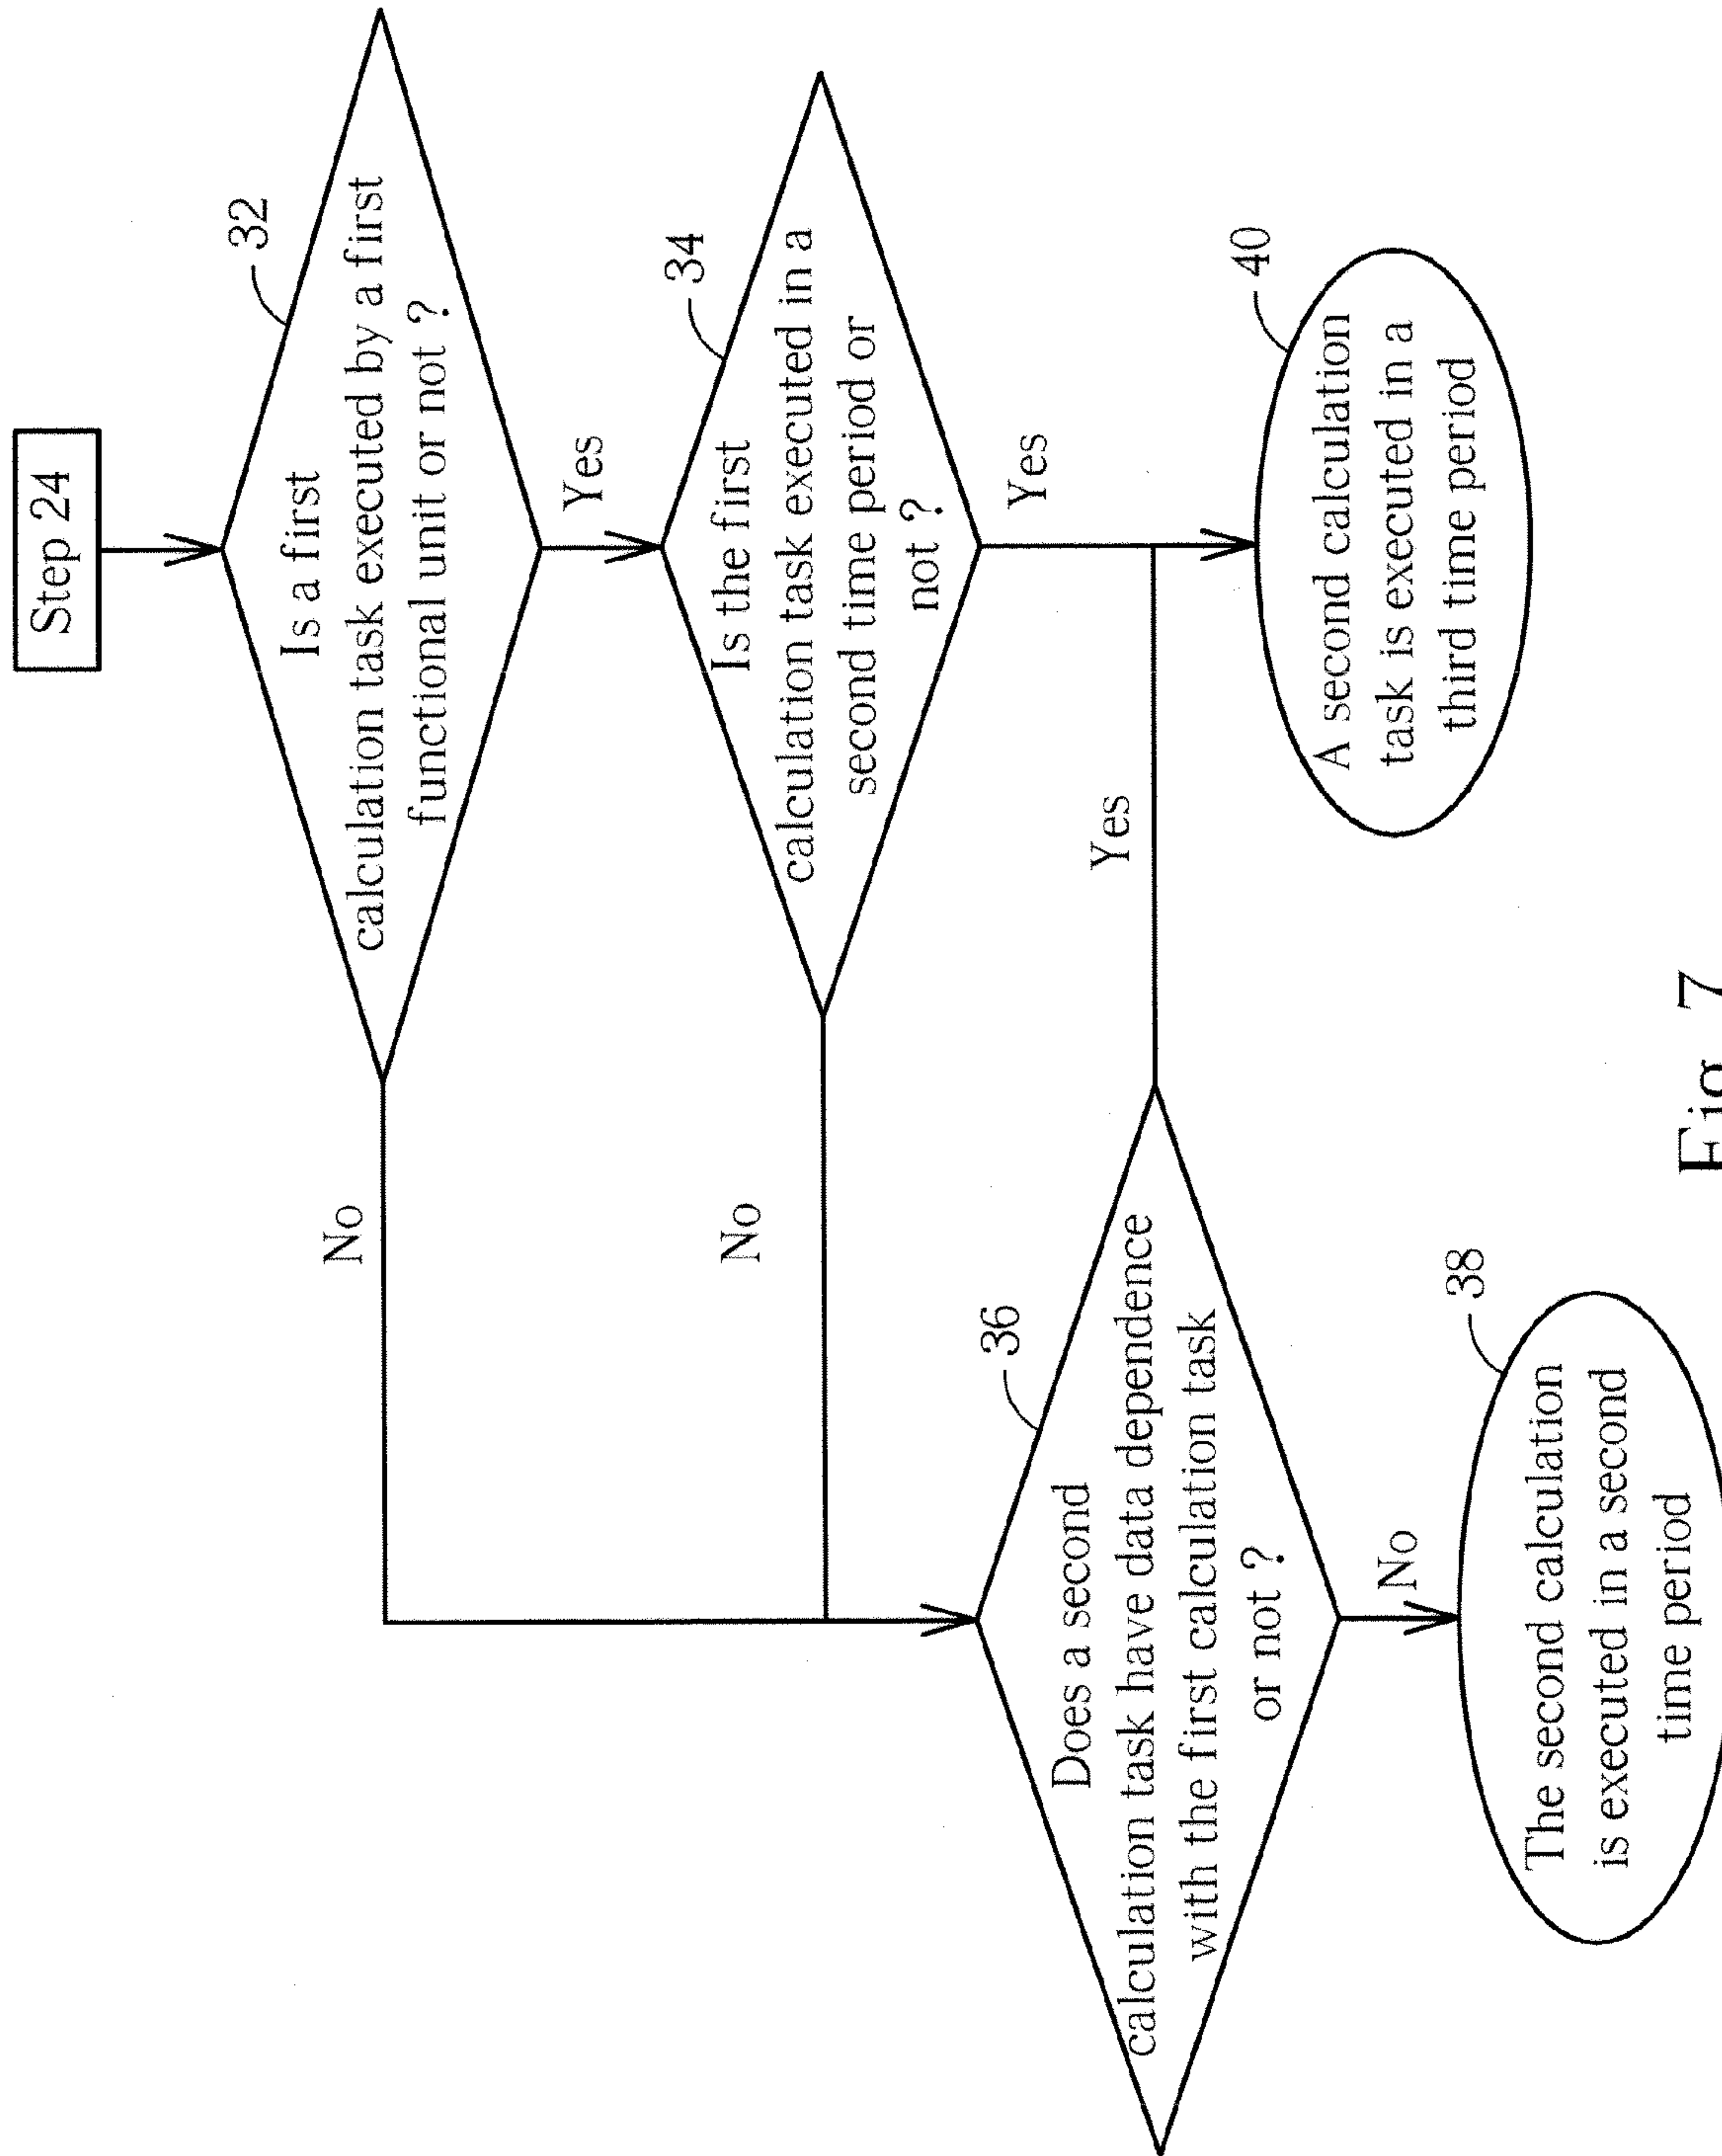 Step 24
32
Is a first
calculation task executed by a first
functional unit or not ?
No
Yes
34
Is the first
calculation task executed in a
second time period or
not ?
No
Yes
36
Does a second
calculation task have data dependence
with the first calculation task
or not ?
Yes
No
40
A second calculation
task is executed in a
third time period
38
The second calculation
is executed in a second
time period
Fig. 7